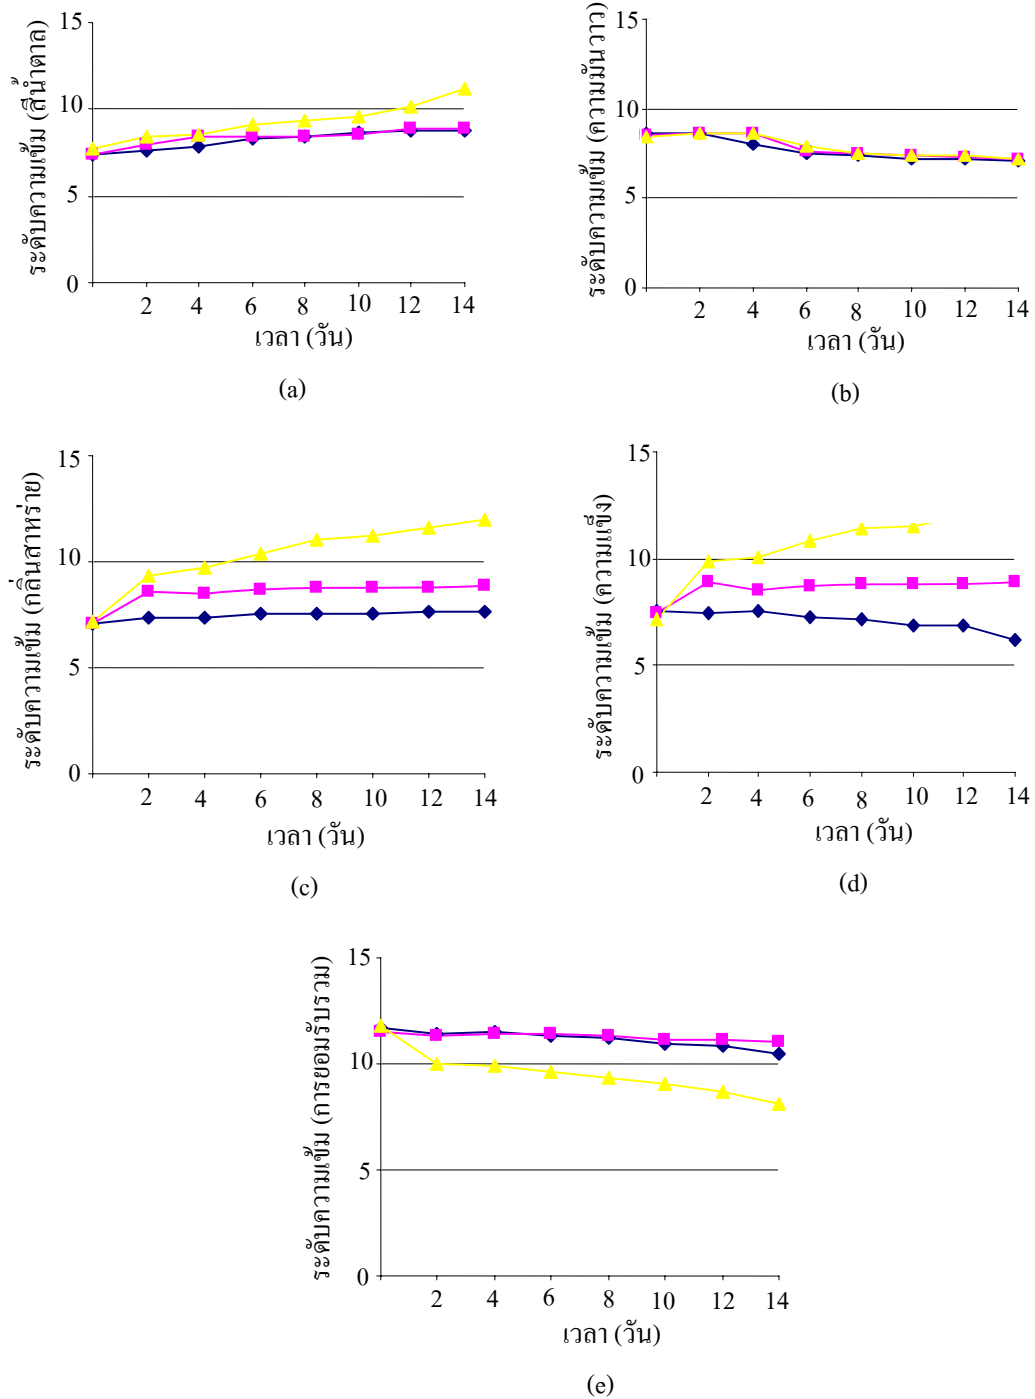 ระดับความเข้ม (สีน้ำตาล)
15
10
5
0
2 4 6 8 10 12 14
เวลา (วัน)
(a)
ระดับความเข้ม (ความมันวาว)
15
10
5
0
2 4 6 8 10 12 14
เวลา (วัน)
(b)
ระดับความเข้ม (กลิ่นสาหร่าย)
15
10
5
0
2 4 6 8 10 12 14
เวลา (วัน)
(c)
ระดับความเข้ม (ความแข็ง)
15
10
5
0
2 4 6 8 10 12 14
เวลา (วัน)
(d)
ระดับความเข้ม (การยอมรับรวม)
15
10
5
0
2 4 6 8 10 12 14
เวลา (วัน)
(e)